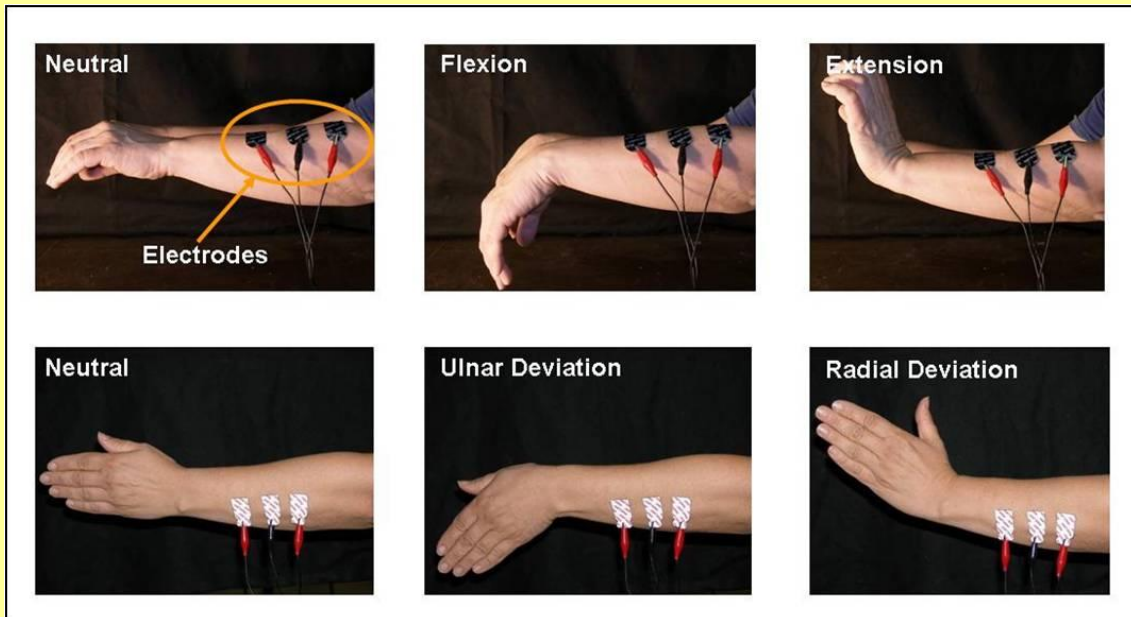 Neutral
Flexion
Extension
Electrodes
Neutral
Ulnar Deviation
Radial Deviation